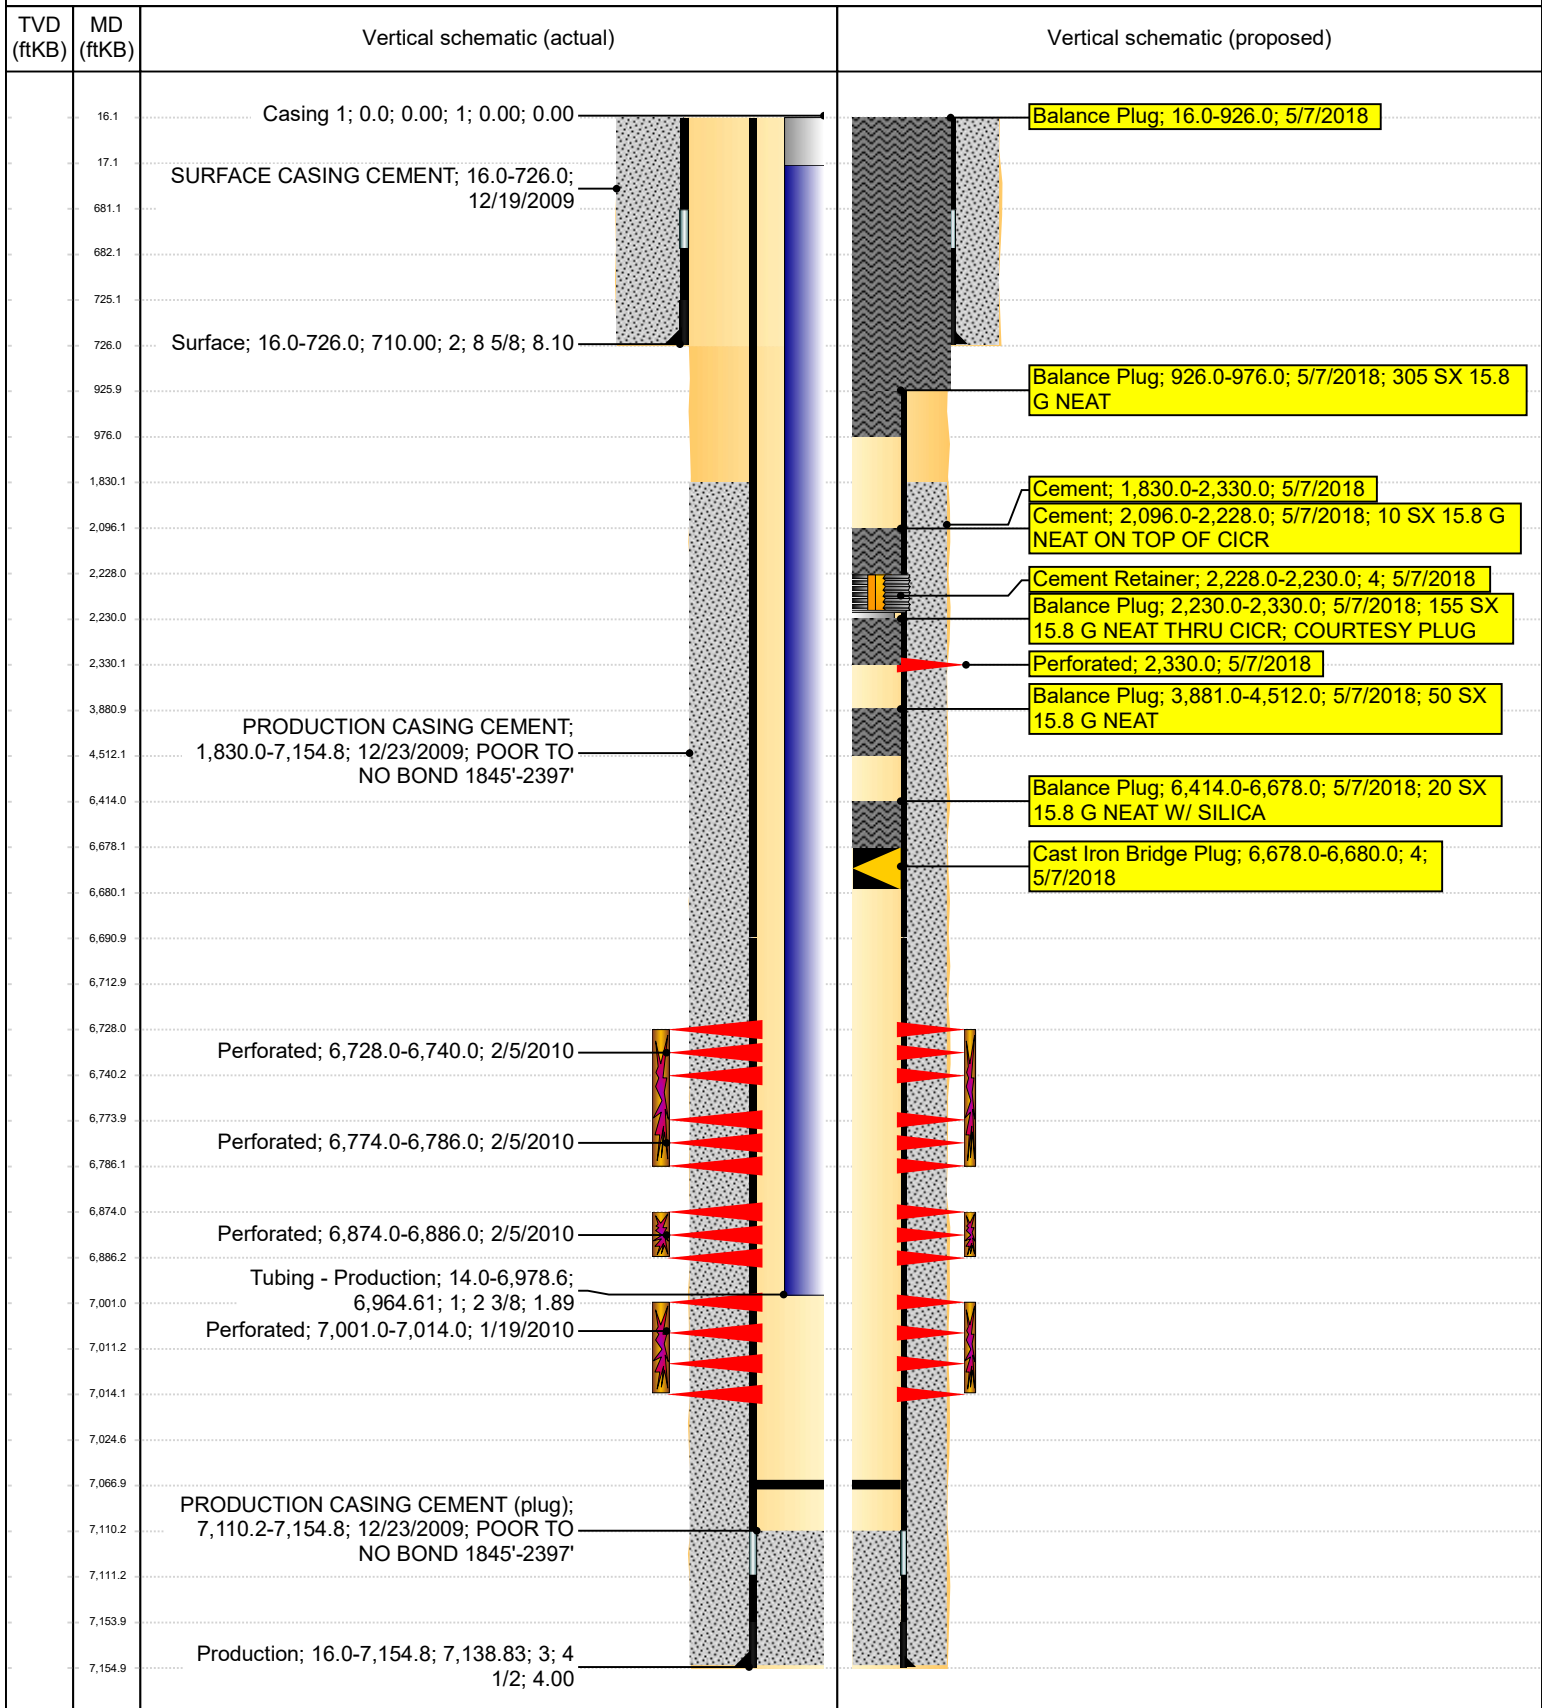 TVD (ftKB)
MD (ftKB)
Vertical schematic (actual)
Vertical schematic (proposed)
16.1
17.1
681.1
682.1
725.1
726.0
925.9
976.0
1,830.1
2,096.1
2,228.0
2,230.0
2,330.1
3,880.9
4,512.1
6,414.0
6,678.1
6,680.1
6,690.9
6,712.9
6,728.0
6,740.2
6,773.9
6,786.1
6,874.0
6,886.2
7,001.0
7,011.2
7,014.1
7,024.6
7,066.9
7,110.2
7,111.2
7,153.9
7,154.9
Casing 1; 0.0; 0.00; 1; 0.00; 0.00
SURFACE CASING CEMENT; 16.0-726.0;
12/19/2009
Surface; 16.0-726.0; 710.00; 2; 8 5/8; 8.10
PRODUCTION CASING CEMENT;
1,830.0-7,154.8; 12/23/2009; POOR TO
NO BOND 1845'-2397'
Perforated; 6,728.0-6,740.0; 2/5/2010
Perforated; 6,774.0-6,786.0; 2/5/2010
Perforated; 6,874.0-6,886.0; 2/5/2010
Tubing - Production; 14.0-6,978.6;
6,964.61; 1; 2 3/8; 1.89
Perforated; 7,001.0-7,014.0; 1/19/2010
PRODUCTION CASING CEMENT (plug);
7,110.2-7,154.8; 12/23/2009; POOR TO
NO BOND 1845'-2397'
Production; 16.0-7,154.8; 7,138.83; 3; 4
1/2; 4.00
Balance Plug; 16.0-926.0; 5/7/2018
Balance Plug; 926.0-976.0; 5/7/2018; 305 SX 15.8
G NEAT
Cement; 1,830.0-2,330.0; 5/7/2018
Cement; 2,096.0-2,228.0; 5/7/2018; 10 SX 15.8 G
NEAT ON TOP OF CICR
Cement Retainer; 2,228.0-2,230.0; 4; 5/7/2018
Balance Plug; 2,230.0-2,330.0; 5/7/2018; 155 SX
15.8 G NEAT THRU CICR; COURTESY PLUG
Perforated; 2,330.0; 5/7/2018
Balance Plug; 3,881.0-4,512.0; 5/7/2018; 50 SX
15.8 G NEAT
Balance Plug; 6,414.0-6,678.0; 5/7/2018; 20 SX
15.8 G NEAT W/ SILICA
Cast Iron Bridge Plug; 6,678.0-6,680.0; 4;
5/7/2018